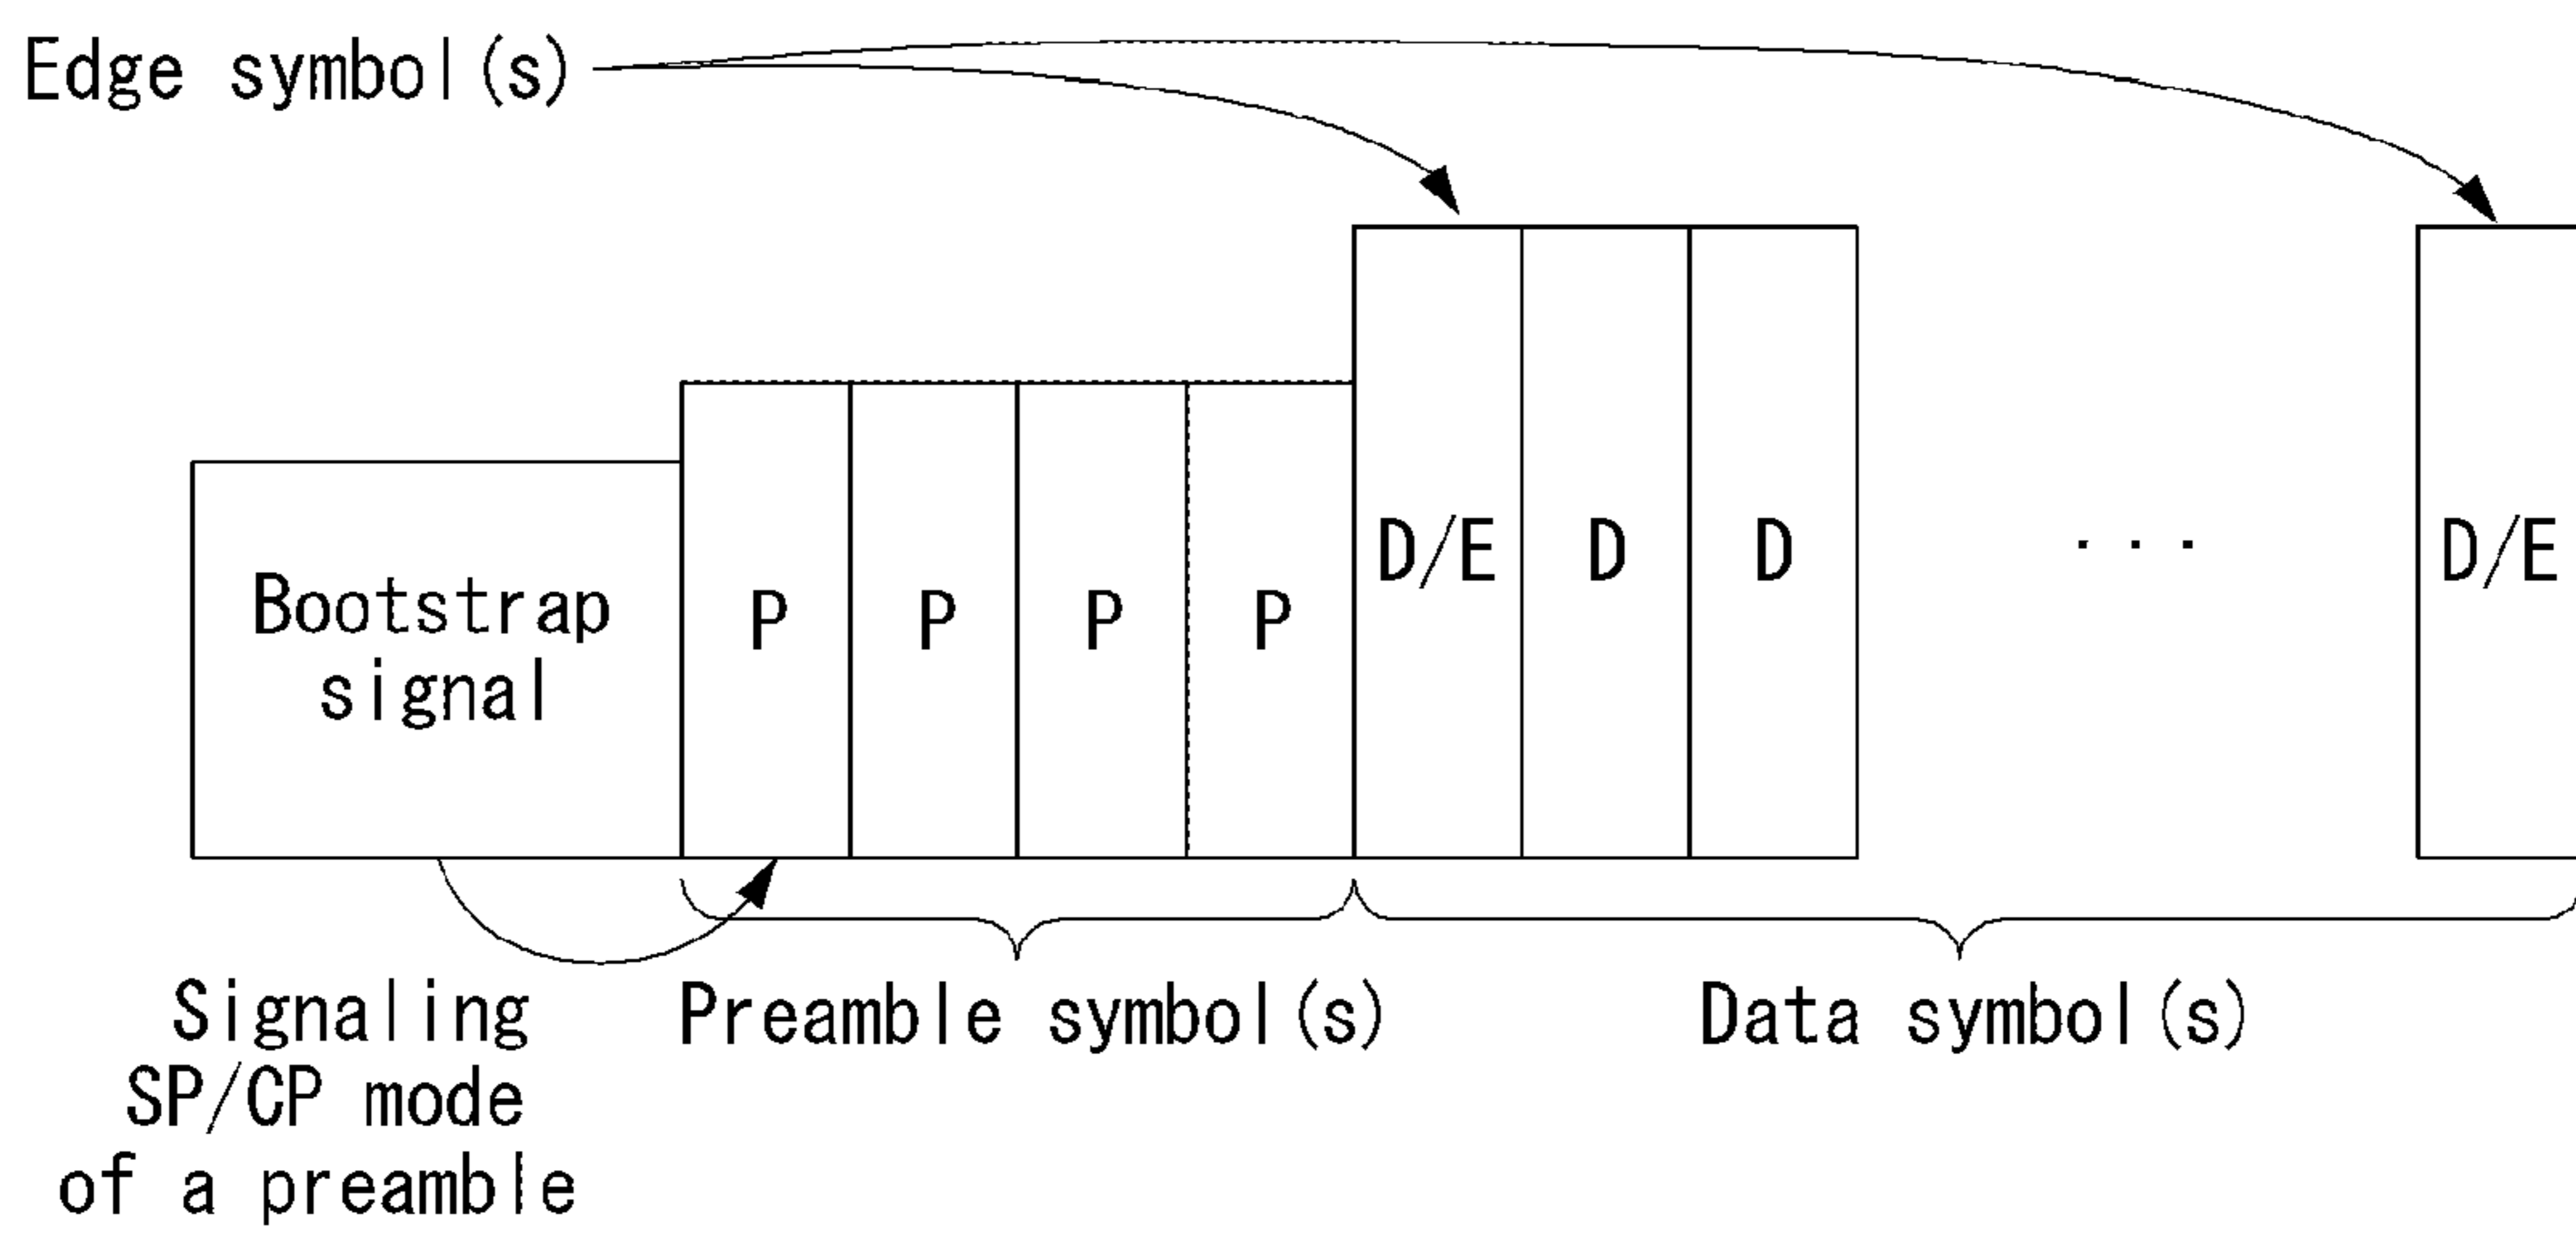 Edge symbol(s)
Bootstrap
signal
P P P P D/E D D ··· D/E
Signaling
SP/CP mode
of a preamble
Preamble symbol(s)
Data symbol(s)